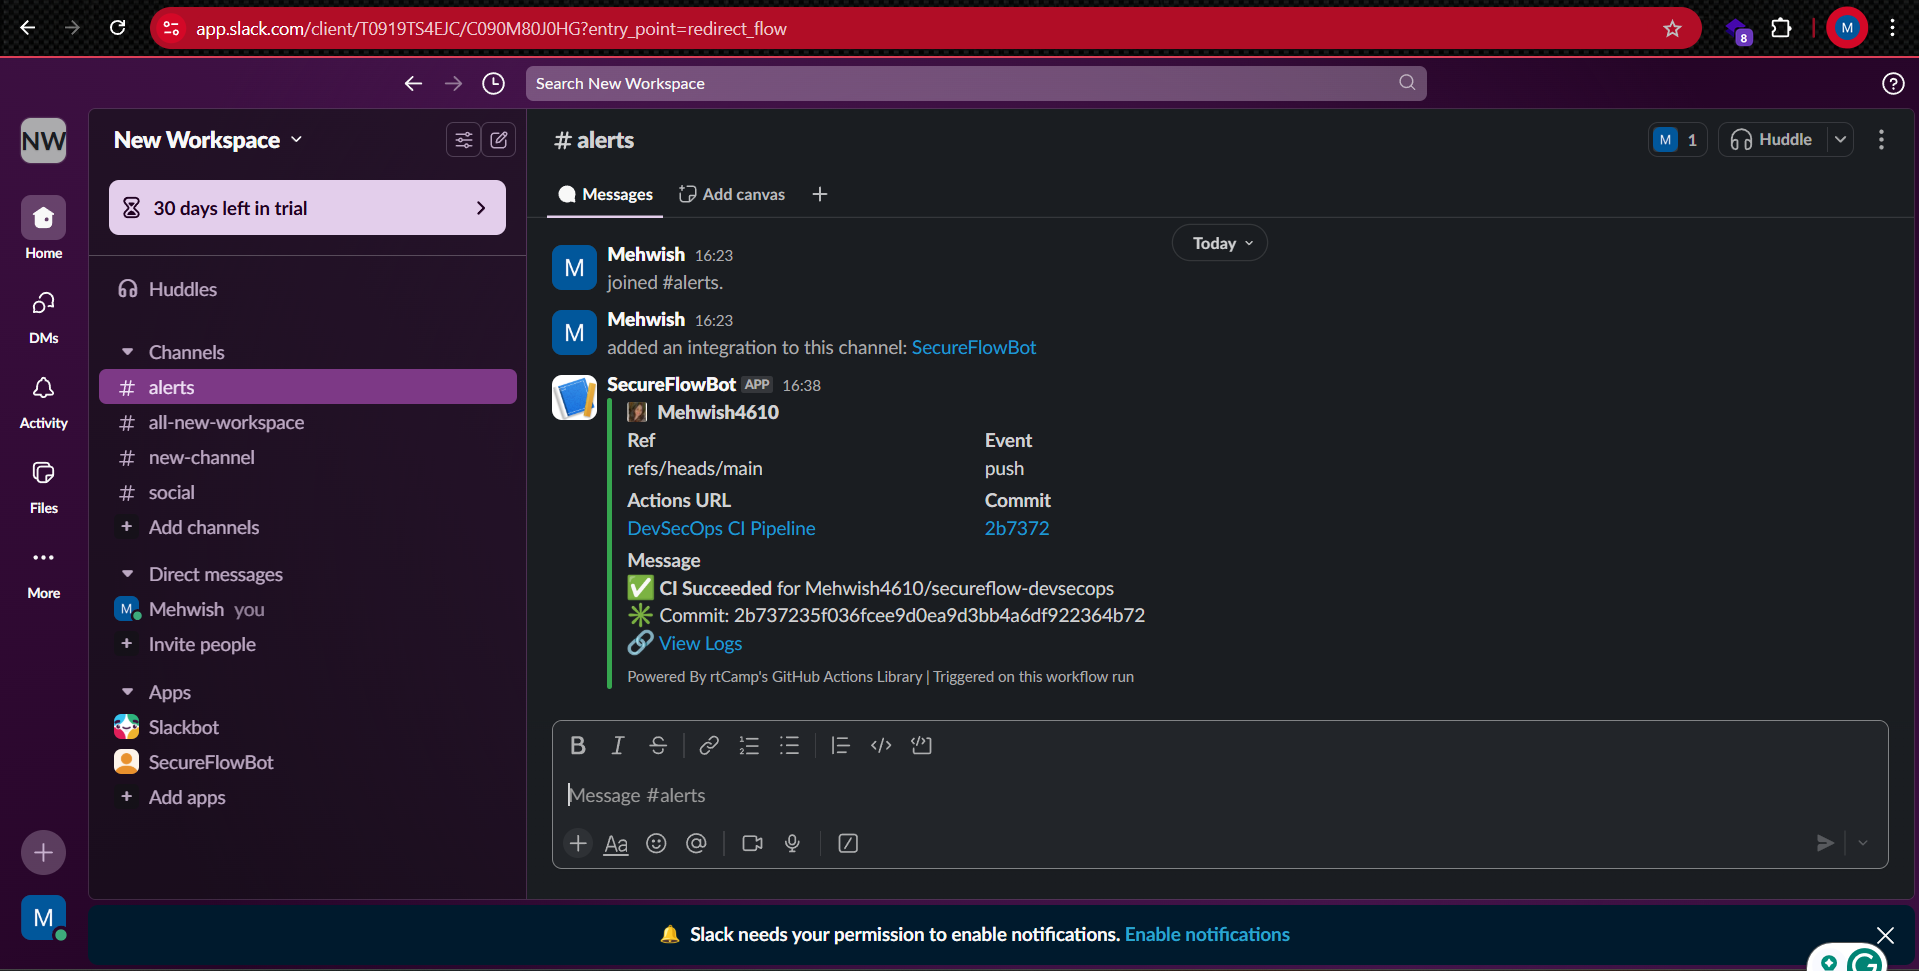 app.slack.com/client/T0919TS4EJC/C090M80J0HG?entry_point=redirect_flow
8
M
Search New Workspace
NW
Home
DMs
Activity
Files
More
M
New Workspace
30 days left in trial
Huddles
Channels
# alerts
# all-new-workspace
# new-channel
# social
+ Add channels
Direct messages
M Mehwish you
+ Invite people
Apps
Slackbot
SecureFlowBot
+ Add apps
# alerts
M 1
Huddle
Messages
Add canvas
Today
M
Mehwish 16:23
joined #alerts.
M
Mehwish 16:23
added an integration to this channel: SecureFlowBot
SecureFlowBot APP 16:38
Mehwish4610
Ref Event
refs/heads/main push
Actions URL Commit
DevSecOps CI Pipeline 2b7372
Message
✅ CI Succeeded for Mehwish4610/secureflow-devsecops
✳️ Commit: 2b737235f036fcee9d0ea9d3bb4a6df922364b72
🔗 View Logs
Powered By rtCamp's GitHub Actions Library | Triggered on this workflow run
Message #alerts
Aa
🔔 Slack needs your permission to enable notifications. Enable notifications